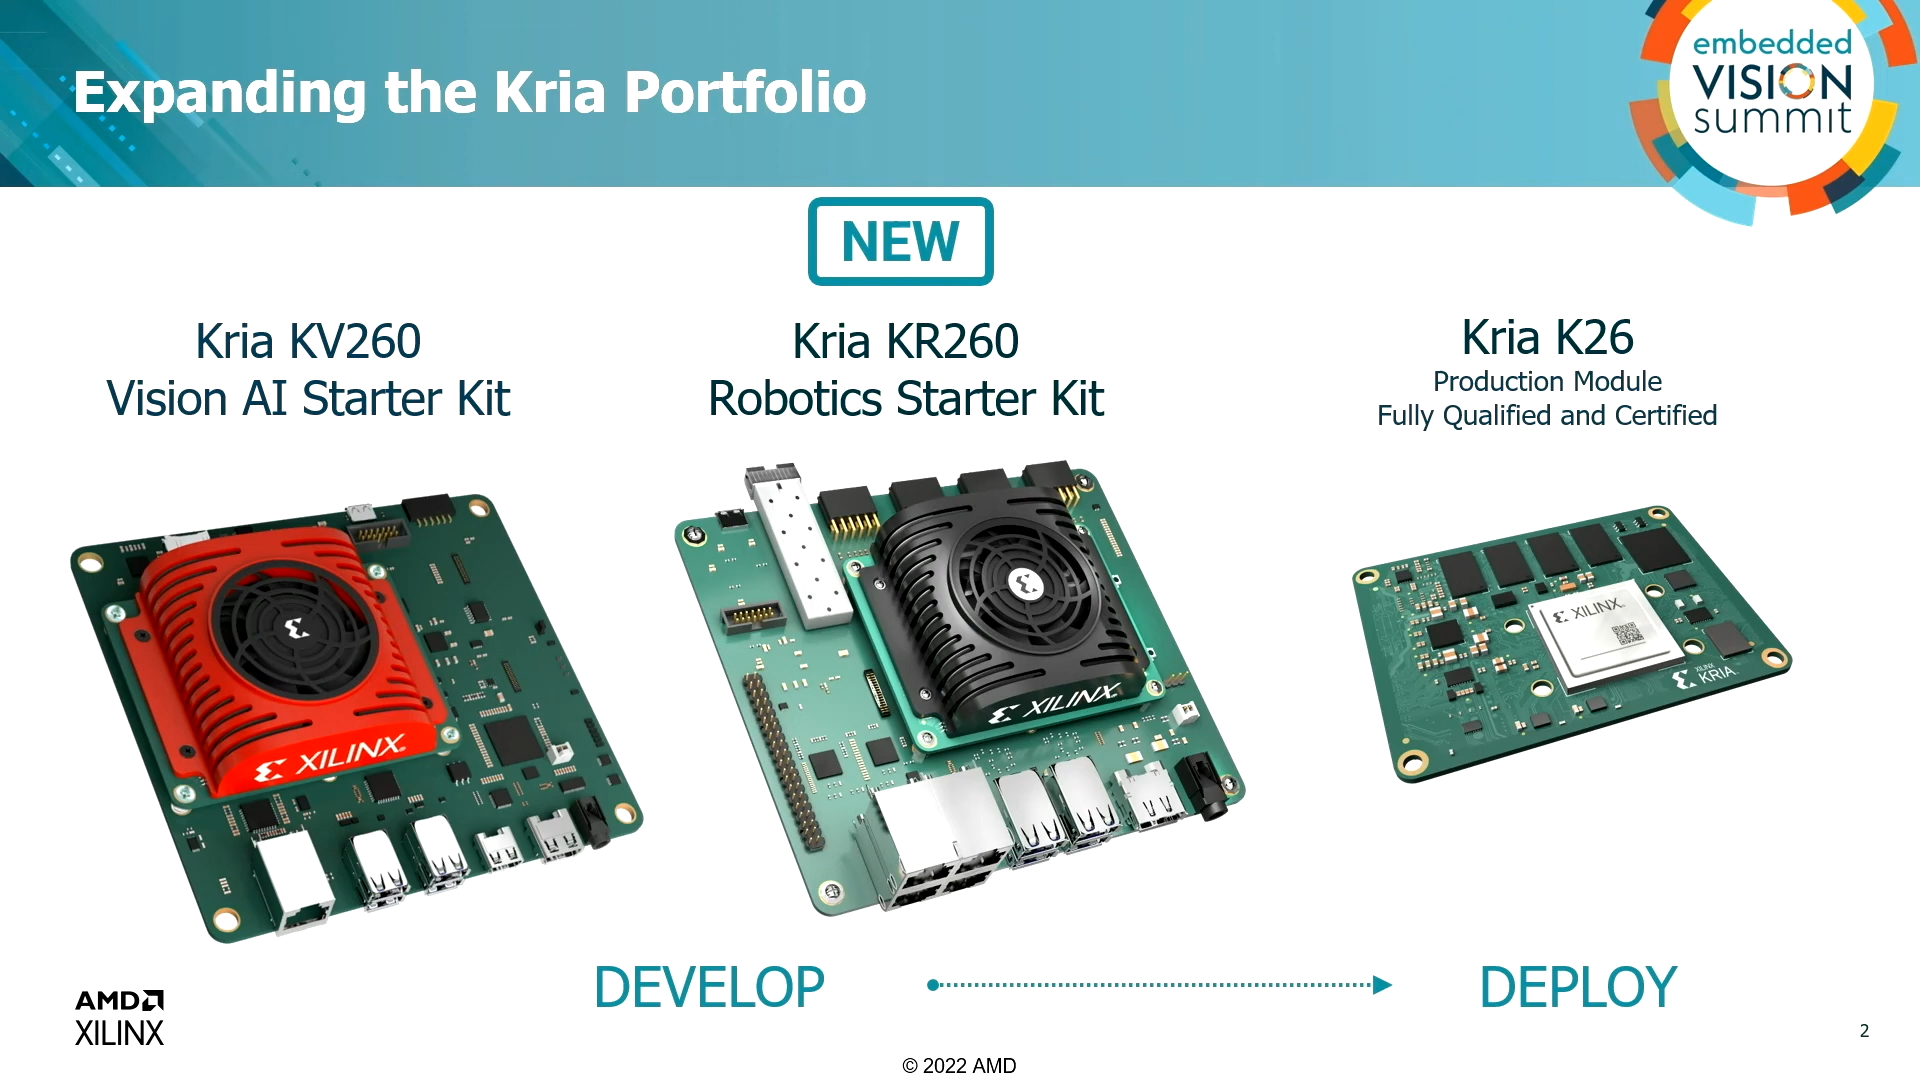 Expanding the Kria Portfolio
embedded
VISION
summit
NEW
Kria KV260
Vision AI Starter Kit
Kria KR260
Robotics Starter Kit
Kria K26
Production Module
Fully Qualified and Certified
XILINX
XILINX
XILINX
XILINX
KRIA
DEVELOP
DEPLOY
AMD
XILINX
2
© 2022 AMD